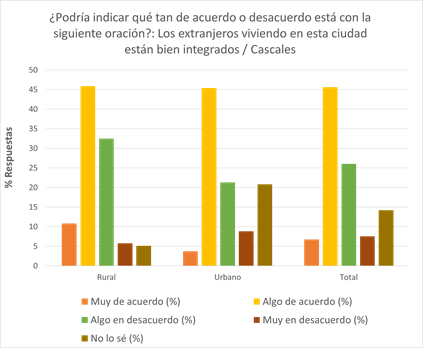 ¿Podría indicar qué tan de acuerdo o desacuerdo está con la
siguiente oración?: Los extranjeros viviendo en esta ciudad
están bien integrados / Cascales
% Respuestas
50
45
40
35
30
25
20
15
10
5
0
Rural
Urbano
Total
Muy de acuerdo (%)
Algo de acuerdo (%)
Algo en desacuerdo (%)
Muy en desacuerdo (%)
No lo sé (%)